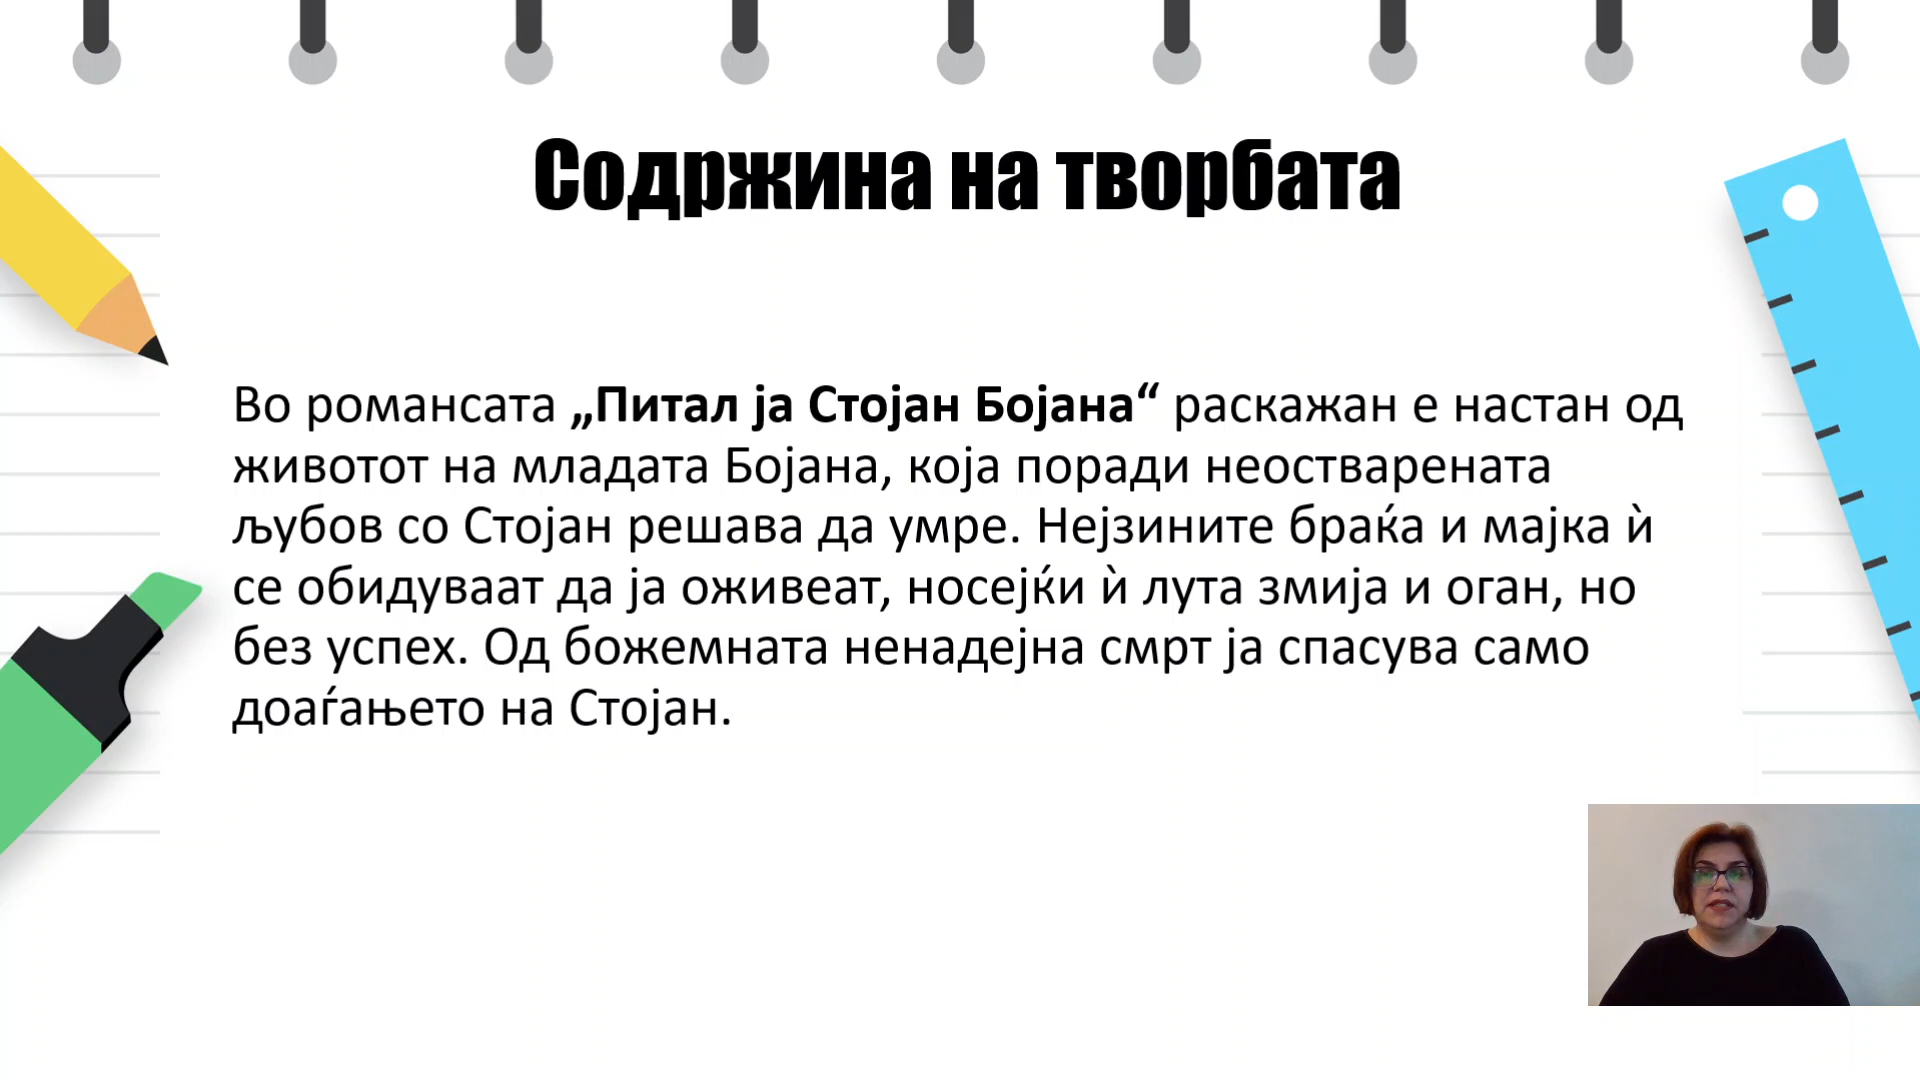 Содржина на творбата
Во романсата „Питал ја Стојан Бојана“ раскажан е настан од
животот на младата Бојана, која поради неостварената
љубов со Стојан решава да умре. Нејзините браќа и мајка ѝ
се обидуваат да ја оживеат, носејќи ѝ лута змија и оган, но
без успех. Од божемната ненадејна смрт ја спасува само
доаѓањето на Стојан.